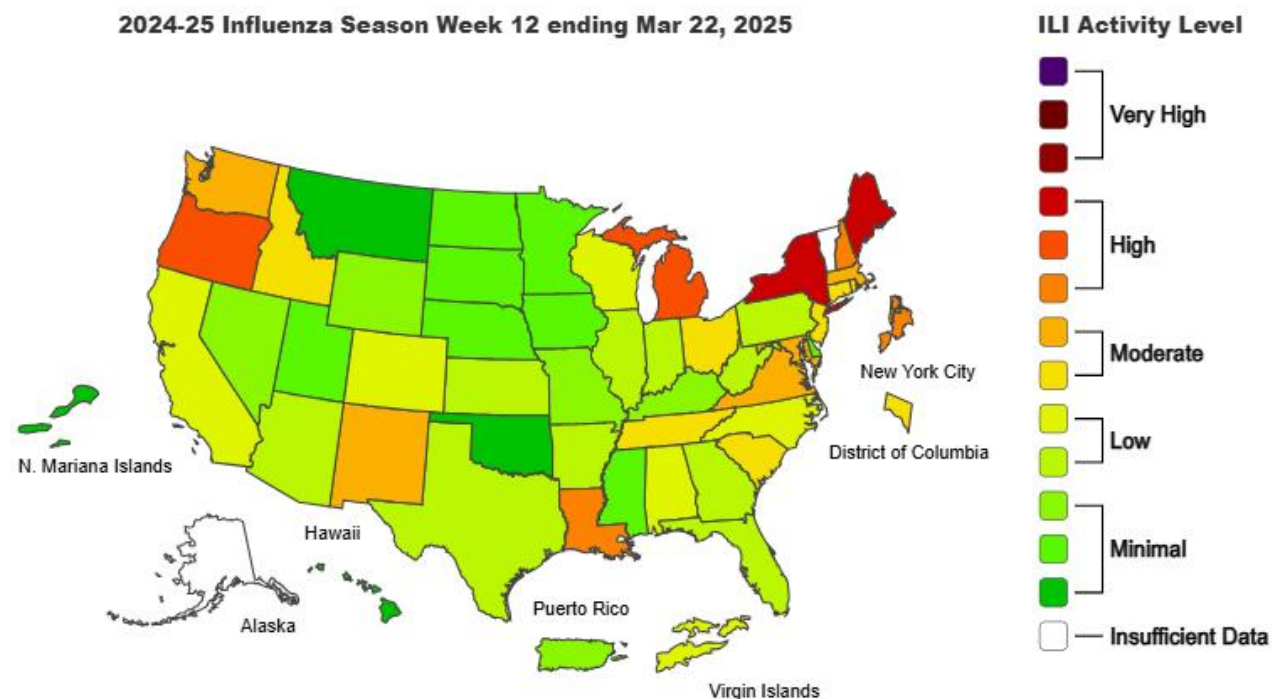 2024-25 Influenza Season Week 12 ending Mar 22, 2025
ILI Activity Level
Very High
High
Moderate
Low
Minimal
Insufficient Data
New York City
District of Columbia
N. Mariana Islands
Hawaii
Alaska
Puerto Rico
Virgin Islands